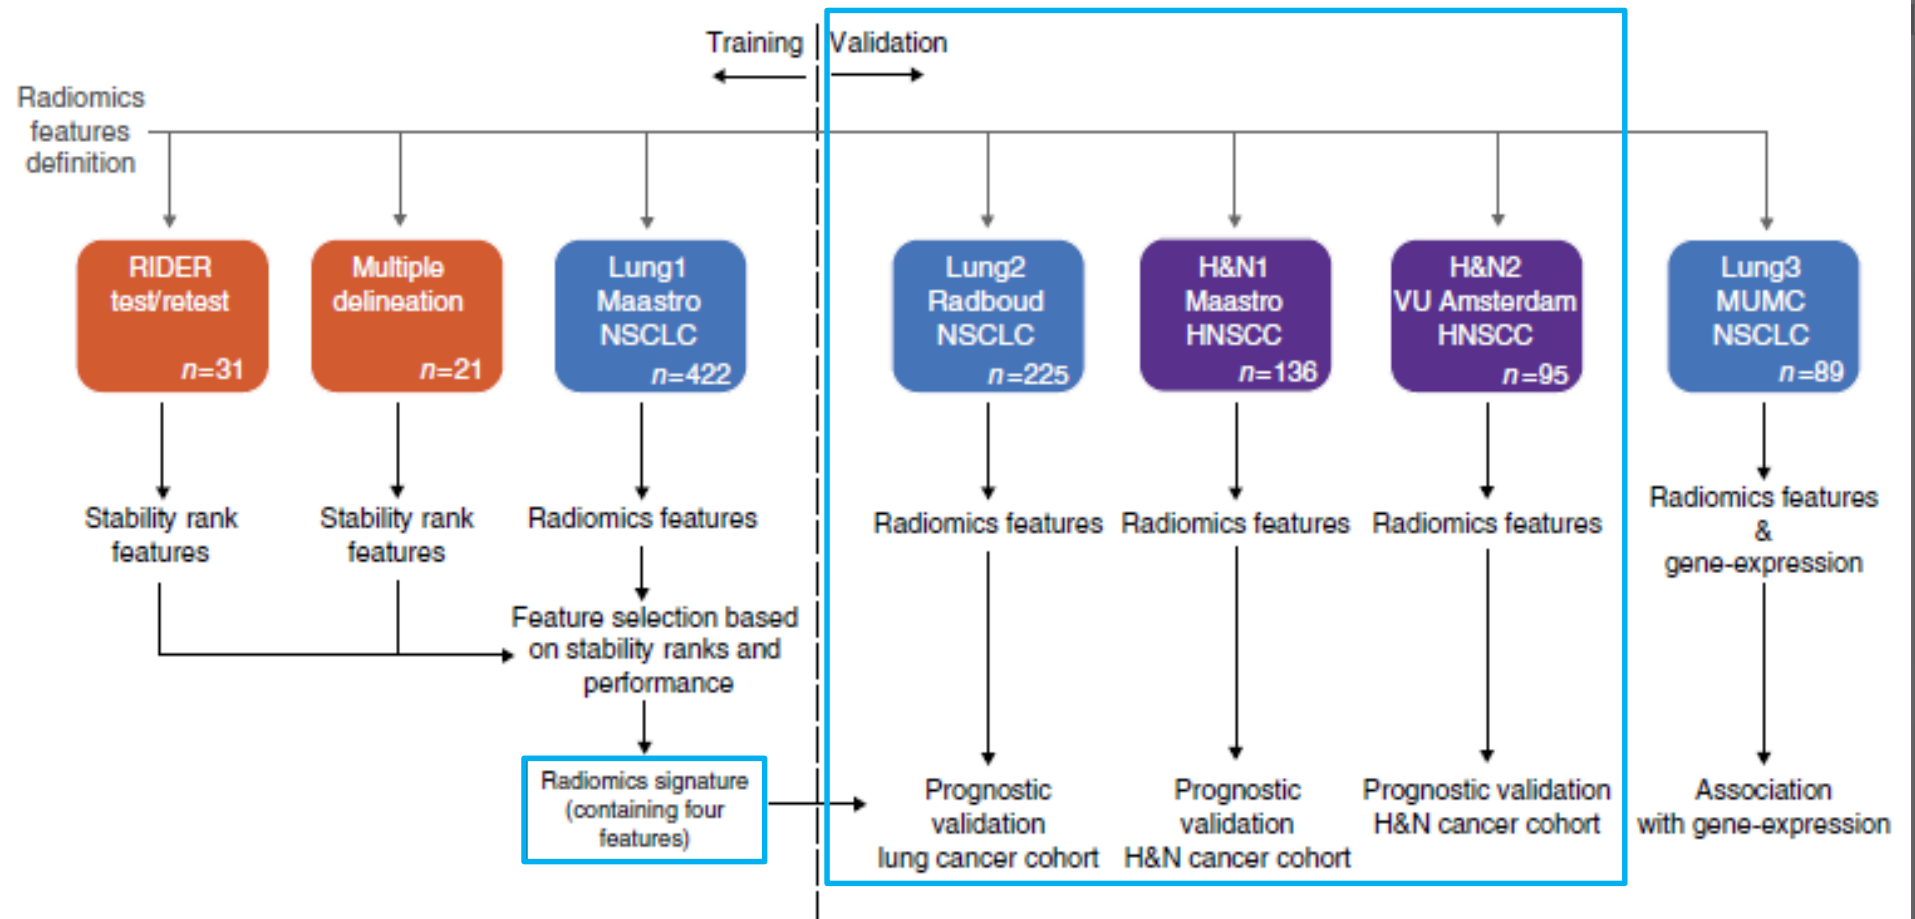 Training
Validation
Radiomics
features
definition
RIDER
test/retest
n=31
Multiple
delineation
n=21
Lung1
Maastro
NSCLC
n=422
Lung2
Radboud
NSCLC
n=225
H&N1
Maastro
HNSCC
n=136
H&N2
VU Amsterdam
HNSCC
n=95
Lung3
MUMC
NSCLC
n=89
Stability rank
features
Stability rank
features
Radiomics features
Radiomics features
Radiomics features
Radiomics features
Radiomics features
&
gene-expression
Feature selection based
on stability ranks and
performance
Radiomics signature
(containing four
features)
Prognostic
validation
lung cancer cohort
Prognostic
validation
H&N cancer cohort
Prognostic validation
H&N cancer cohort
Association
with gene-expression